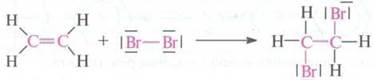 H H H Br
C=C + Br—Br ⟶ H—C—C—H
H H Br H